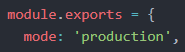 module.exports = {
  mode: 'production',